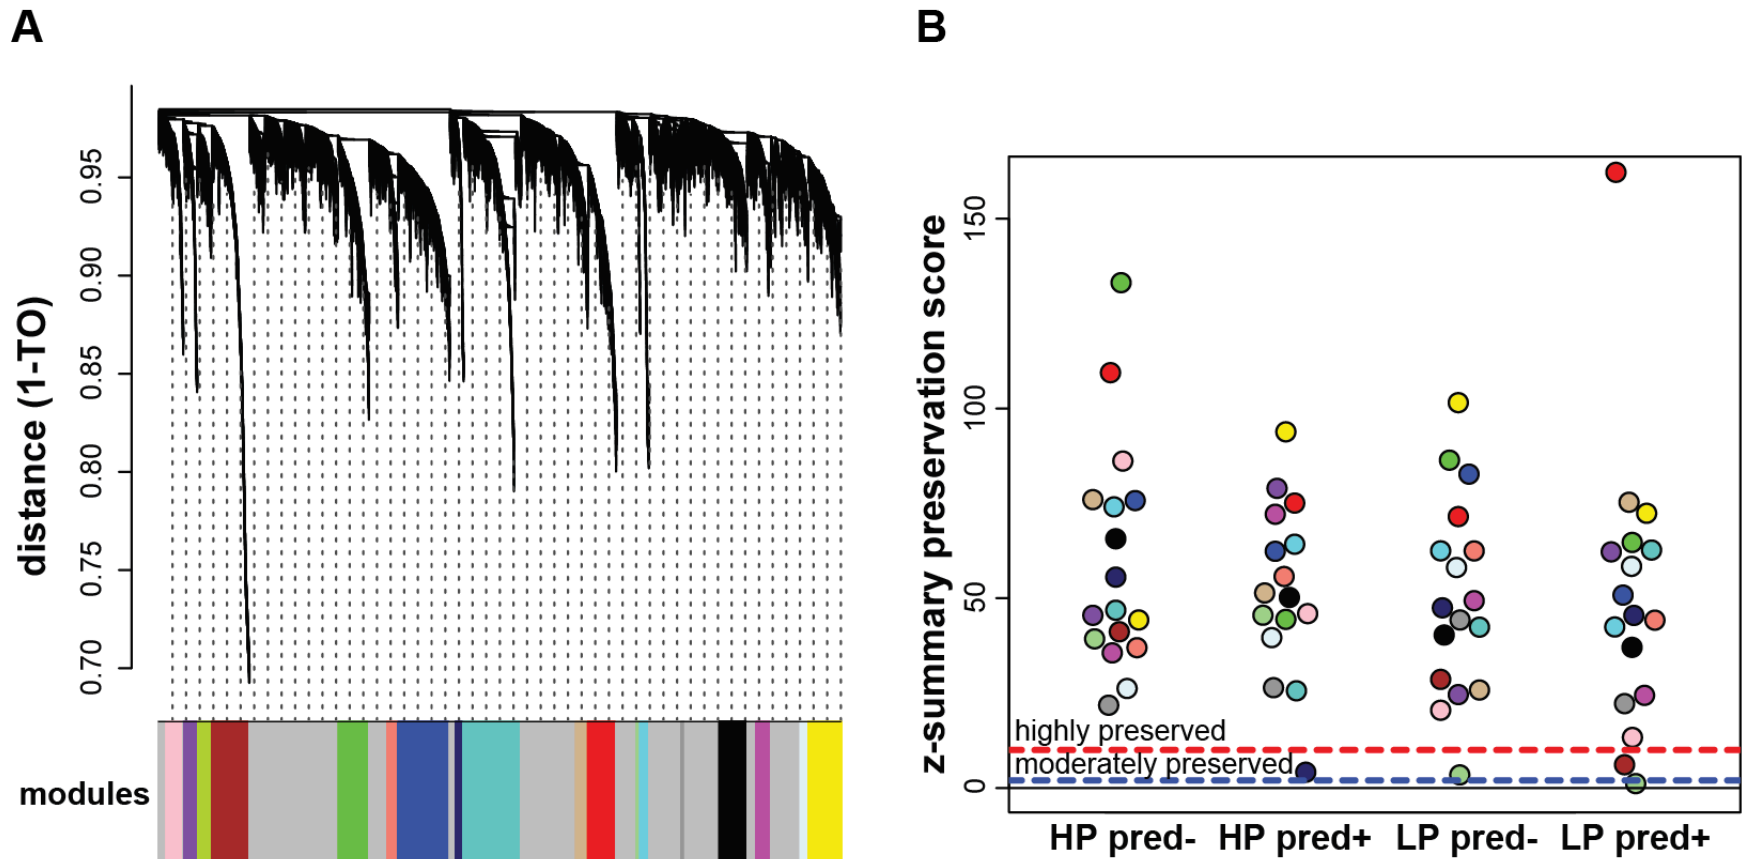 A
B
distance (1-TO)
0.95
0.90
0.85
0.80
0.75
0.70
modules
z-summary preservation score
150
100
50
0
highly preserved
moderately preserved
HP pred- HP pred+ LP pred- LP pred+